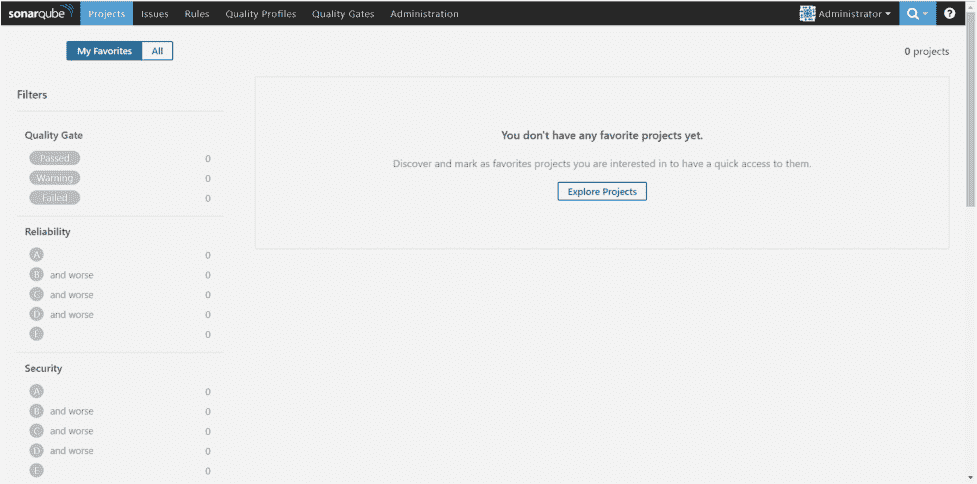 sonarqube Projects Issues Rules Quality Profiles Quality Gates Administration Administrator
My Favorites All
0 projects
Filters
You don't have any favorite projects yet.
Discover and mark as favorites projects you are interested in to have a quick access to them.
Explore Projects
Quality Gate
Passed 0
Warning 0
Failed 0
Reliability
A 0
B and worse 0
C and worse 0
D and worse 0
E 0
Security
A 0
B and worse 0
C and worse 0
D and worse 0
E 0